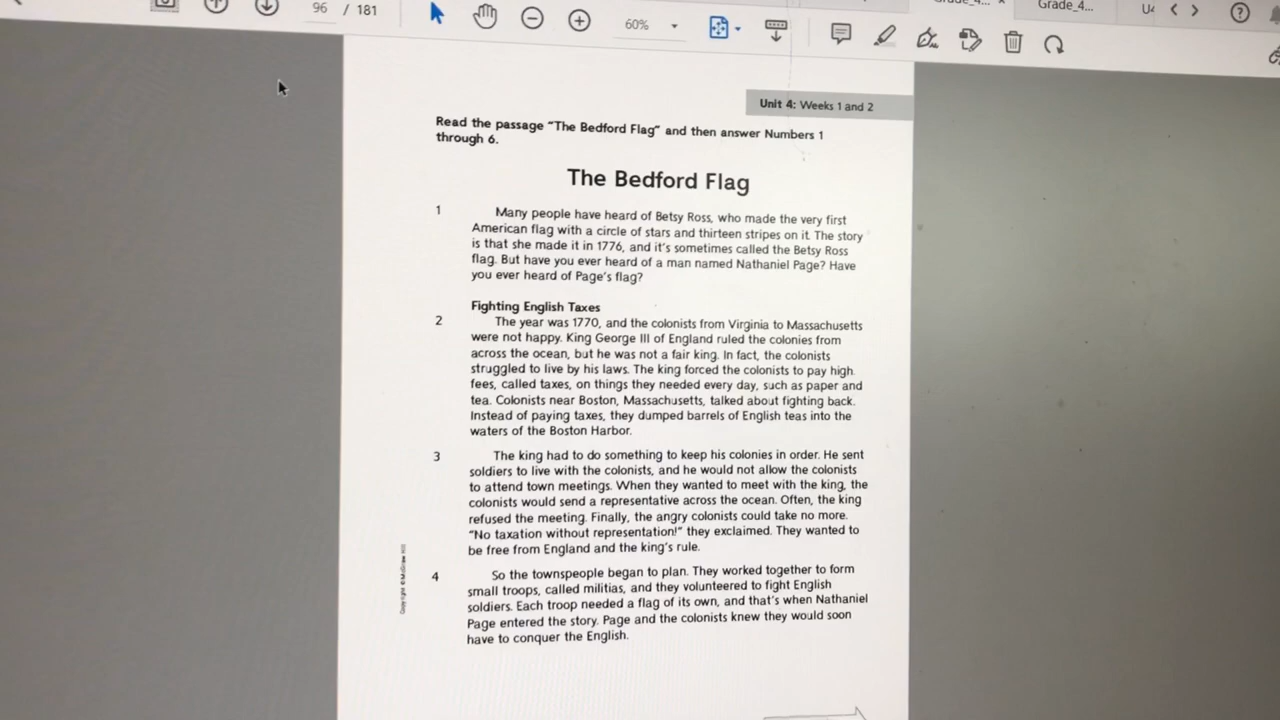 96 / 181
60%
Grade_4...
Unit 4: Weeks 1 and 2
Read the passage "The Bedford Flag" and then answer Numbers 1
through 6.
The Bedford Flag
1 Many people have heard of Betsy Ross, who made the very first
American flag with a circle of stars and thirteen stripes on it. The story
is that she made it in 1776, and it's sometimes called the Betsy Ross
flag. But have you ever heard of a man named Nathaniel Page? Have
you ever heard of Page's flag?
Fighting English Taxes
2 The year was 1770, and the colonists from Virginia to Massachusetts
were not happy. King George III of England ruled the colonies from
across the ocean, but he was not a fair king. In fact, the colonists
struggled to live by his laws. The king forced the colonists to pay high
fees, called taxes, on things they needed every day, such as paper and
tea. Colonists near Boston, Massachusetts, talked about fighting back.
Instead of paying taxes, they dumped barrels of English teas into the
waters of the Boston Harbor.
3 The king had to do something to keep his colonies in order. He sent
soldiers to live with the colonists, and he would not allow the colonists
to attend town meetings. When they wanted to meet with the king, the
colonists would send a representative across the ocean. Often, the king
refused the meeting. Finally, the angry colonists could take no more.
"No taxation without representation!" they exclaimed. They wanted to
be free from England and the king's rule.
4 So the townspeople began to plan. They worked together to form
small troops, called militias, and they volunteered to fight English
soldiers. Each troop needed a flag of its own, and that's when Nathaniel
Page entered the story. Page and the colonists knew they would soon
have to conquer the English.
Copyright © McGraw Hill